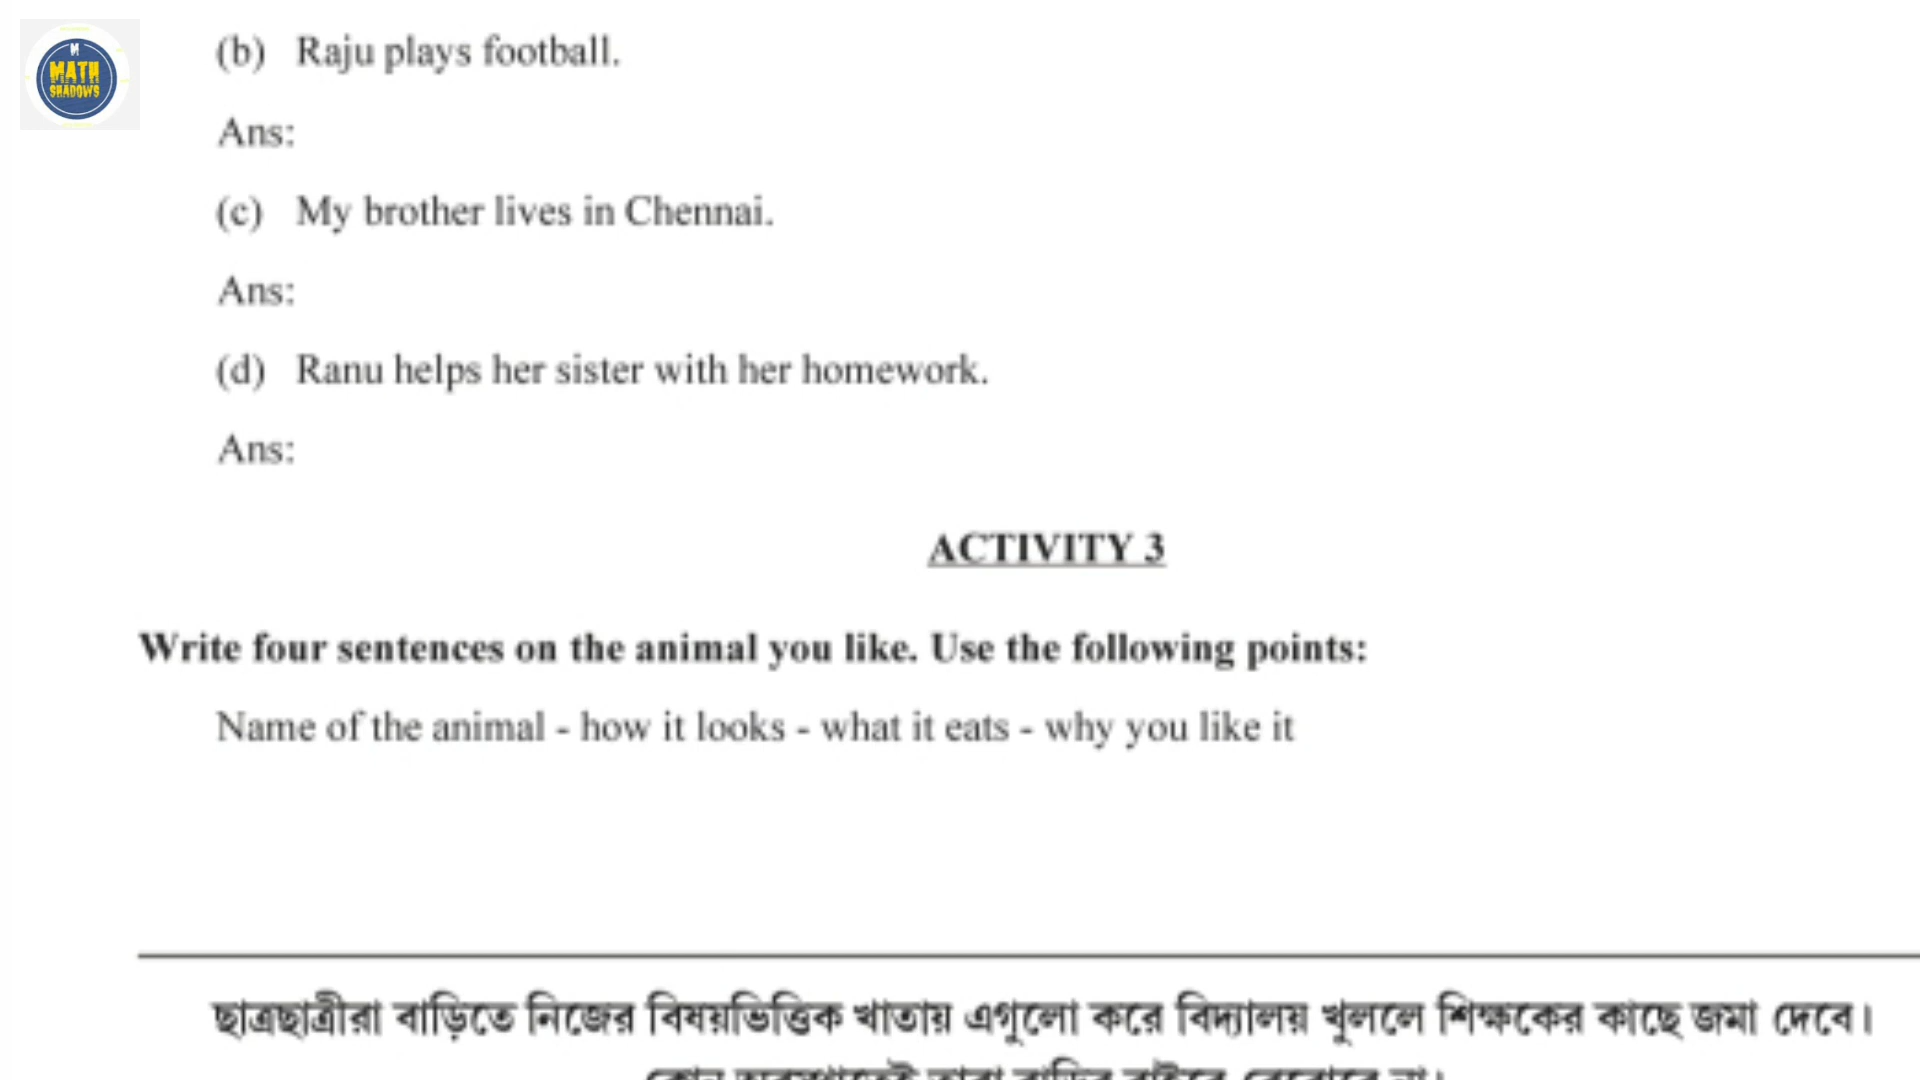 M
MATH
SHADOWS
(b) Raju plays football.
Ans:
(c) My brother lives in Chennai.
Ans:
(d) Ranu helps her sister with her homework.
Ans:
ACTIVITY 3
Write four sentences on the animal you like. Use the following points:
Name of the animal - how it looks - what it eats - why you like it
ছাত্রছাত্রীরা বাড়িতে নিজের বিষয়ভিত্তিক খাতায় এগুলো করে বিদ্যালয় খুললে শিক্ষকের কাছে জমা দেবে।